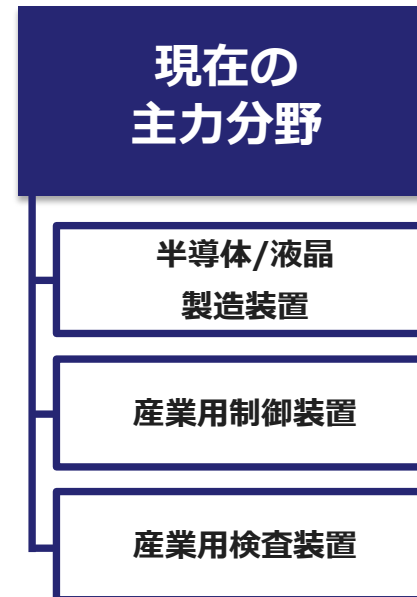 現在の
主力分野
半導体/液晶
製造装置
産業用制御装置
産業用検査装置